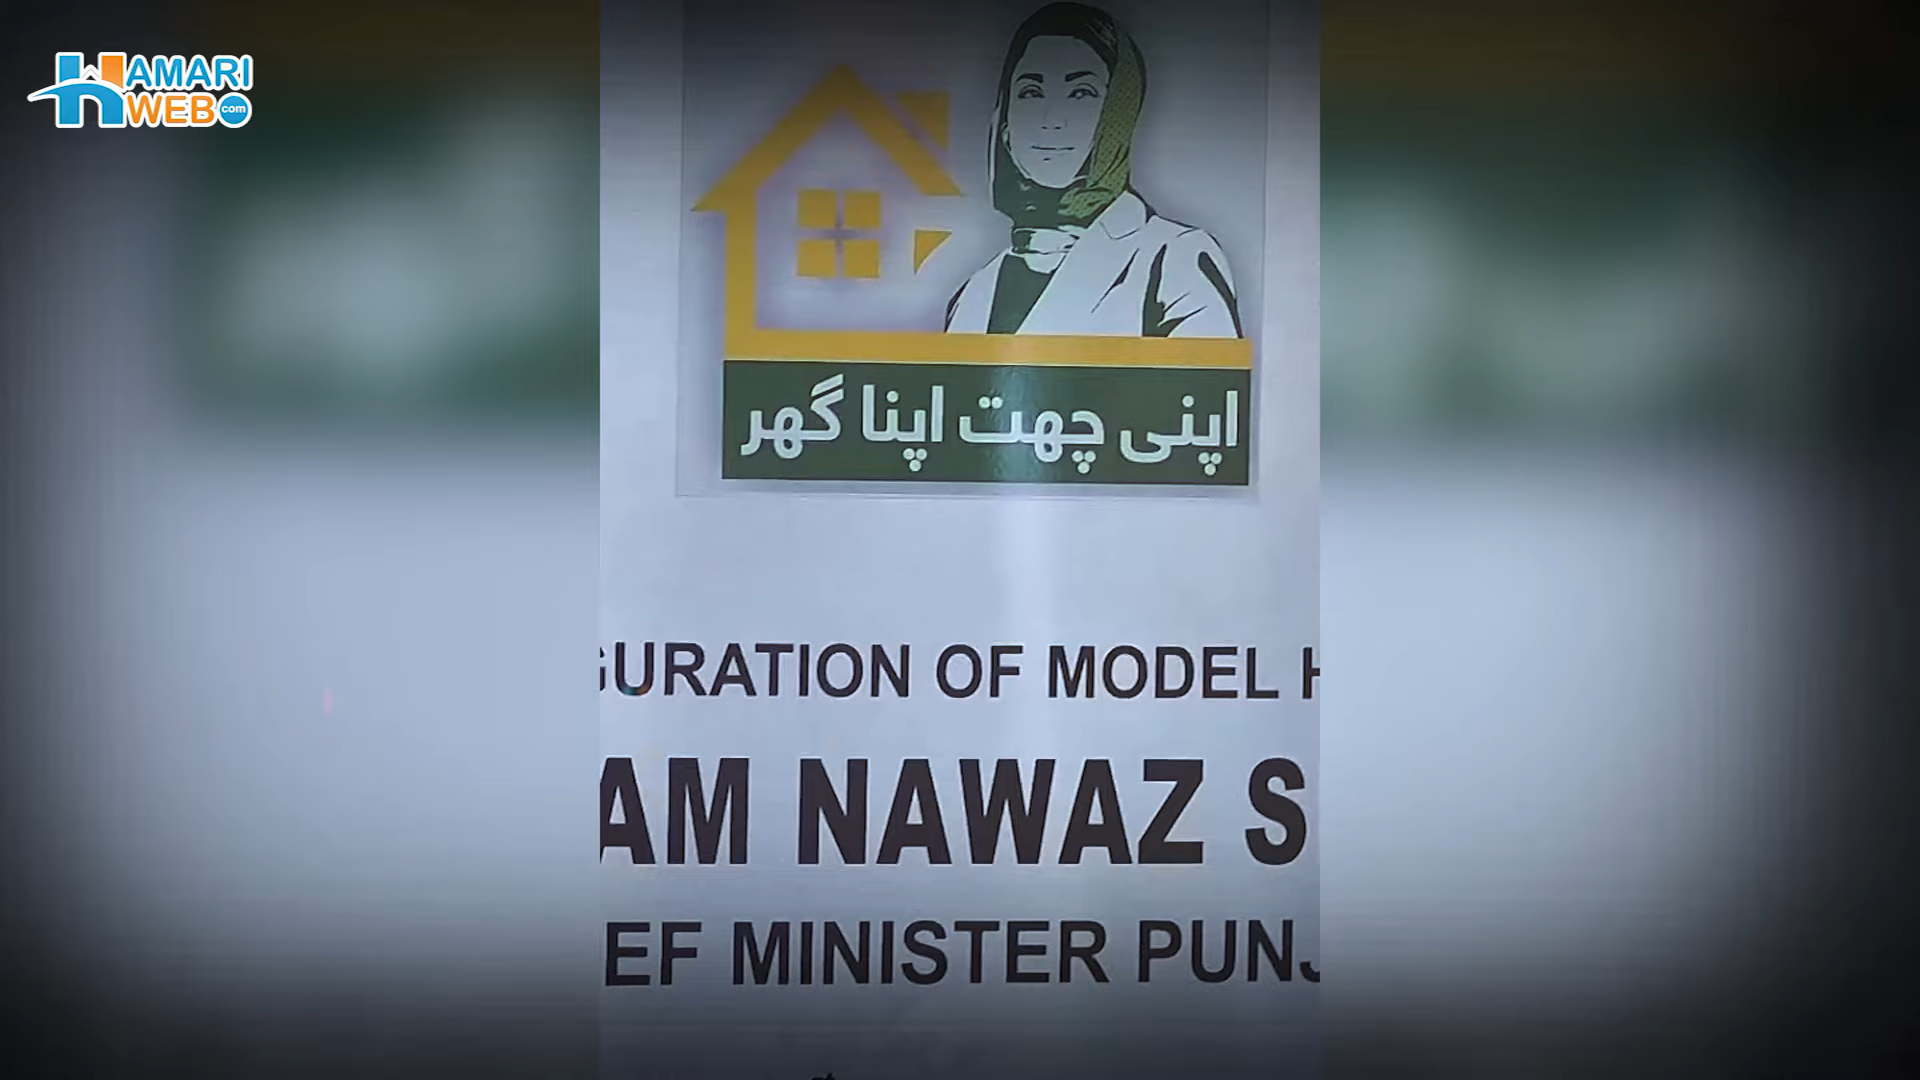 HAMARI
WEB.com
اپنی چھت اپنا گھر
GURATION OF MODEL H
AM NAWAZ S
EF MINISTER PUNJ